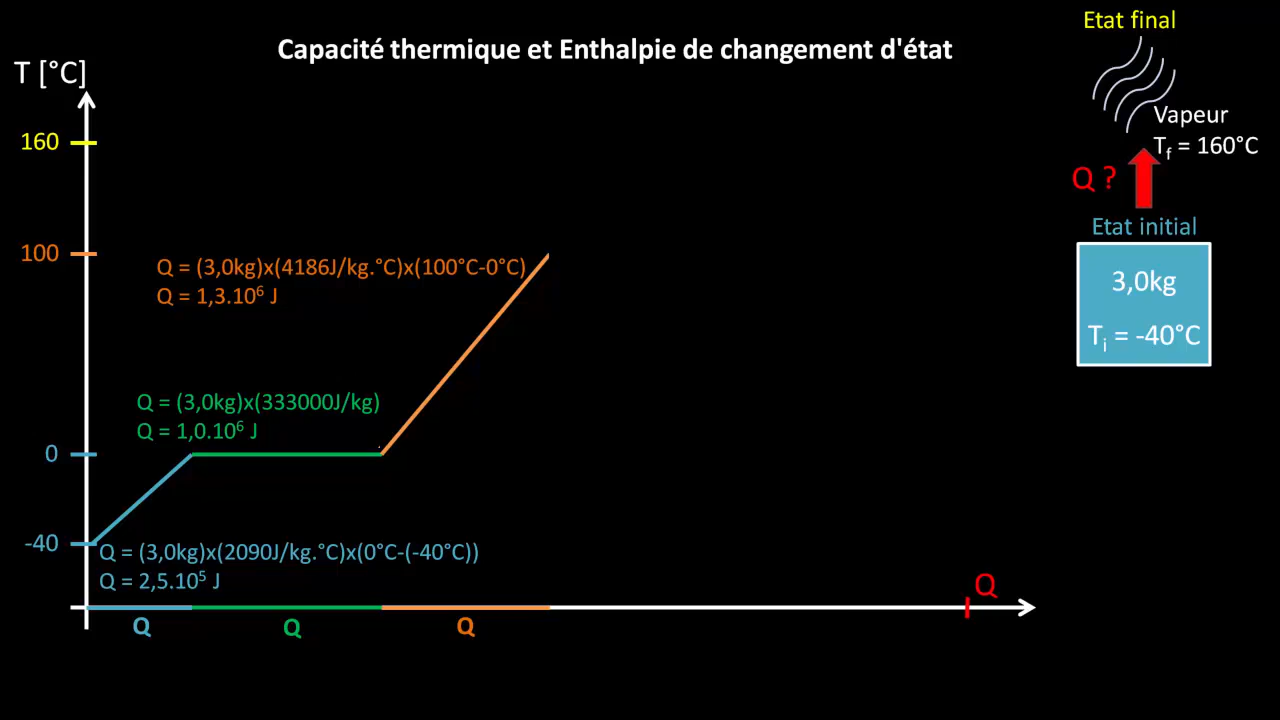 Etat final
Capacité thermique et Enthalpie de changement d'état
T [°C]
Vapeur
160
T_f = 160°C
Q ?
Etat initial
100
Q = (3,0kg)x(4186J/kg.°C)x(100°C-0°C)
Q = 1,3.10⁶ J
3,0kg
T_i = -40°C
Q = (3,0kg)x(333000J/kg)
Q = 1,0.10⁶ J
0
-40
Q = (3,0kg)x(2090J/kg.°C)x(0°C-(-40°C))
Q = 2,5.10⁵ J
Q
Q
Q
Q